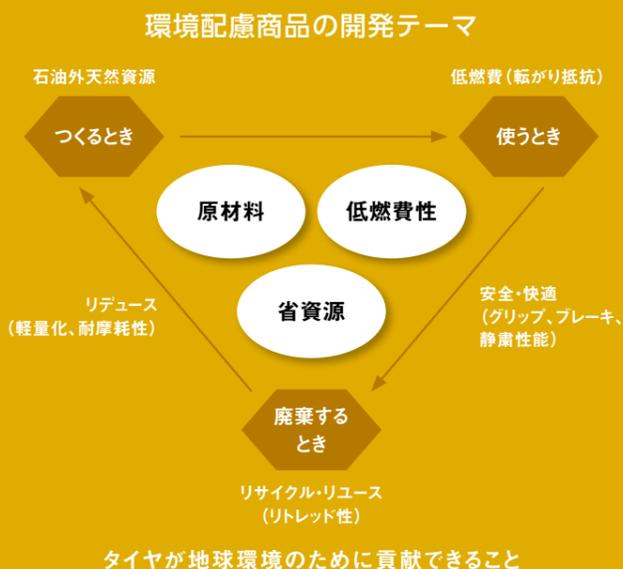 環境配慮商品の開発テーマ
石油外天然資源
低燃費（転がり抵抗）
つくるとき
使うとき
原材料
低燃費性
省資源
リデュース
（軽量化、耐摩耗性）
安全・快適
（グリップ、ブレーキ、
静粛性能）
廃棄する
とき
リサイクル・リユース
（リトレッド性）
タイヤが地球環境のために貢献できること